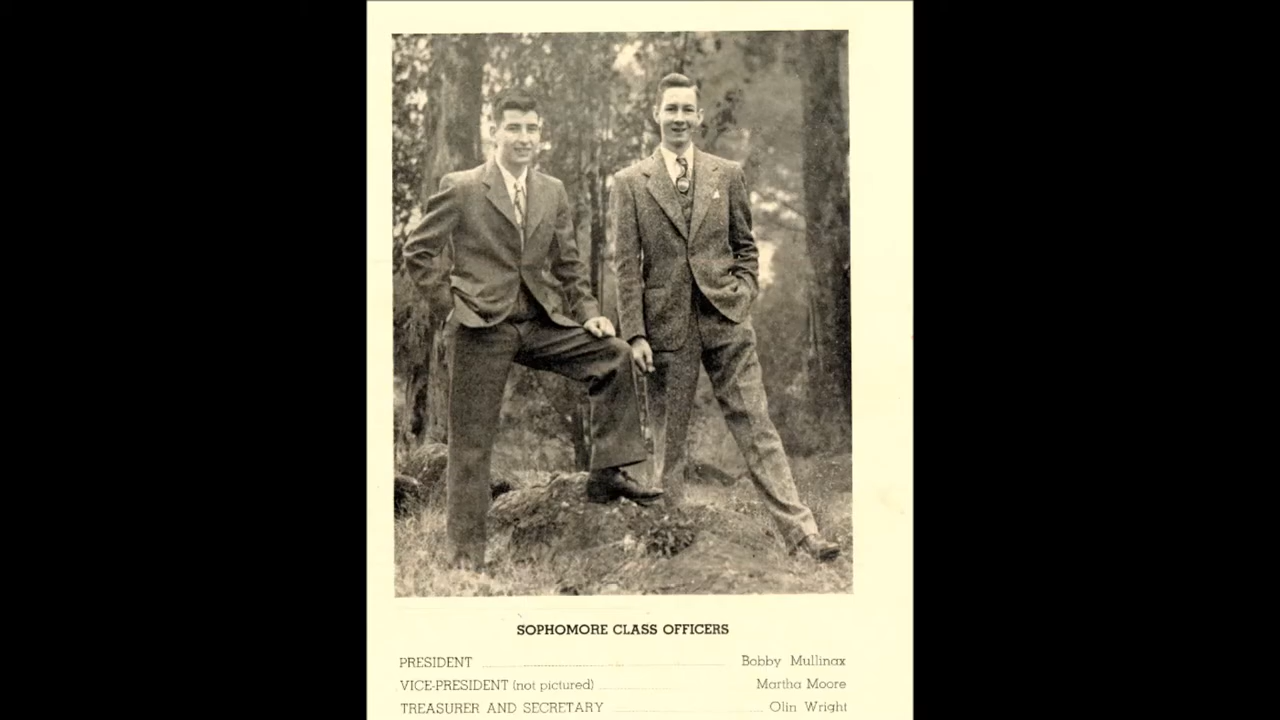 SOPHOMORE CLASS OFFICERS
PRESIDENT Bobby Mullinax
VICE-PRESIDENT (not pictured) Martha Moore
TREASURER AND SECRETARY Olin Wright